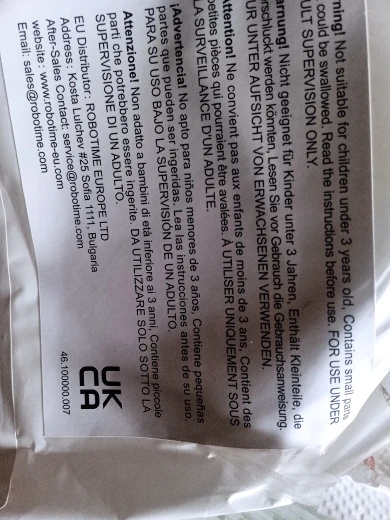 ning! Not suitable for children under 3 years old, Contains small parts
could be swallowed. Read the instructions before use. FOR USE UNDER
ULT SUPERVISION ONLY.
arnung! Nicht geeignet für Kinder unter 3 Jahren, Enthält Kleinteile, die
rschluckt werden könnten, Lesen Sie vor Gebrauch die Gebrauchsanweisung.
UR UNTER AUFSICHT VON ERWACHSENEN VERWENDEN.
Attention! Ne convient pas aux enfants de moins de 3 ans, Contient des
petites pièces qui pourraient être avalées. À UTILISER UNIQUEMENT SOUS
LA SURVEILLANCE D'UN ADULTE.
¡Advertencia! No apto para niños menores de 3 años, Contiene pequeñas
partes que pueden ser ingeridas. Lea las instrucciones antes de su uso.
PARA SU USO BAJO LA SUPERVISIÓN DE UN ADULTO.
Attenzione! Non adatto a bambini di età inferiore ai 3 anni, Contiene piccole
parti che potrebbero essere ingerite. DA UTILIZZARE SOLO SOTTO LA
SUPERVISIONE DI UN ADULTO.
EU Distributor: ROBOTIME EUROPE LTD
Address: Kosta Lulchev #25 Sofia 1111, Bulgaria
After-Sales Contact: service@robotime.com
website: www.robotime-eu.com
Email: sales@robotime.com
UK
CA
46.100000.007